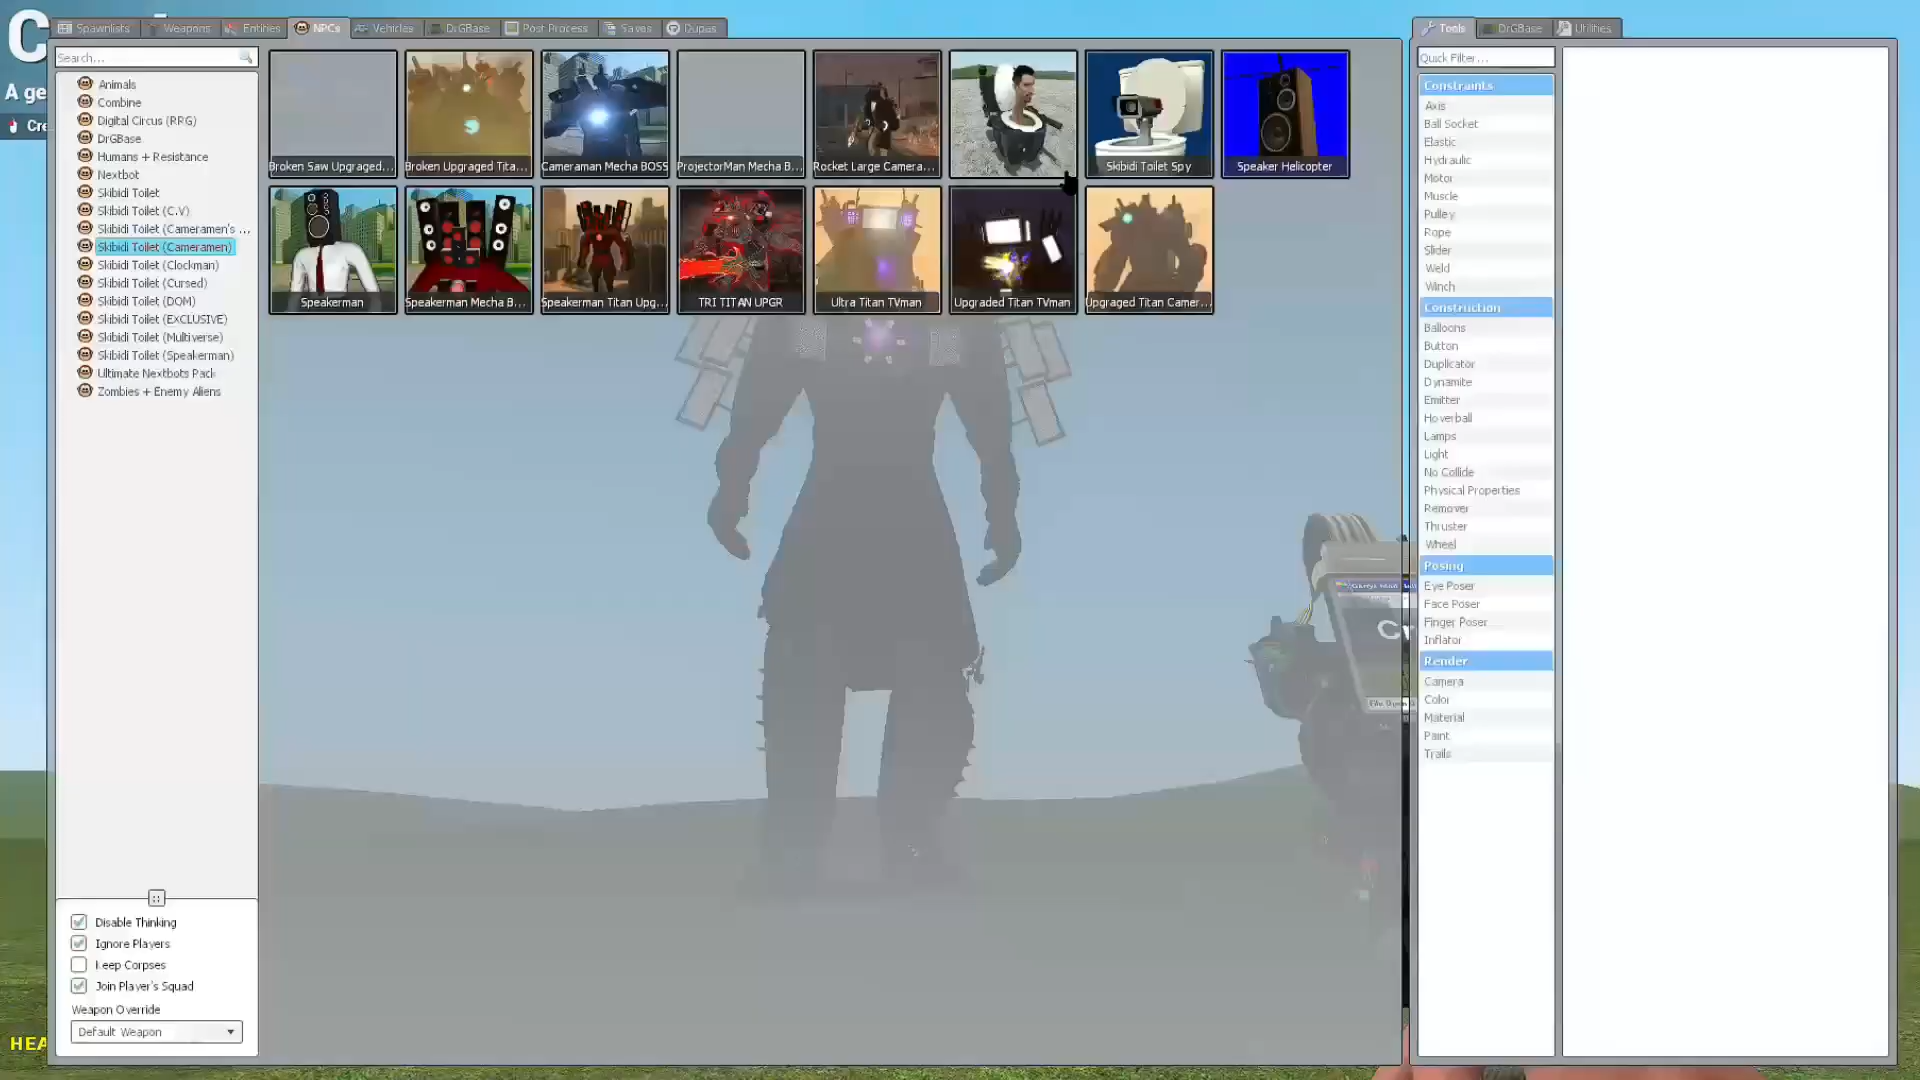 Spawnlists
Weapons
Entities
NPCs
Vehicles
DrGBase
Post Process
Saves
Dupes
Tools
DrGBase
Utilities
Search...
Quick Filter...
A ge
Cre
HEA
Animals
Combine
Digital Circus (RRG)
DrGBase
Humans + Resistance
Nextbot
Skibidi Toilet
Skibidi Toilet (C.V)
Skibidi Toilet (Cameramen's ...
Skibidi Toilet (Cameramen)
Skibidi Toilet (Clockman)
Skibidi Toilet (Cursed)
Skibidi Toilet (DOM)
Skibidi Toilet (EXCLUSIVE)
Skibidi Toilet (Multiverse)
Skibidi Toilet (Speakerman)
Ultimate Nextbots Pack
Zombies + Enemy Aliens
Disable Thinking
Ignore Players
Keep Corpses
Join Player's Squad
Weapon Override
Default Weapon
Broken Saw Upgraded...
Broken Upgraded Tita...
Cameraman Mecha BOSS
ProjectorMan Mecha B...
Rocket Large Camera...
Skibidi Toilet Spy
Speaker Helicopter
Speakerman
Speakerman Mecha B...
Speakerman Titan Upg...
TRI TITAN UPGR
Ultra Titan TVman
Upgraded Titan TVman
Upgraded Titan Camer...
Constraints
Axis
Ball Socket
Elastic
Hydraulic
Motor
Muscle
Pulley
Rope
Slider
Weld
Winch
Construction
Balloons
Button
Duplicator
Dynamite
Emitter
Hoverball
Lamps
Light
No Collide
Physical Properties
Remover
Thruster
Wheel
Posing
Eye Poser
Face Poser
Finger Poser
Inflator
Render
Camera
Color
Material
Paint
Trails